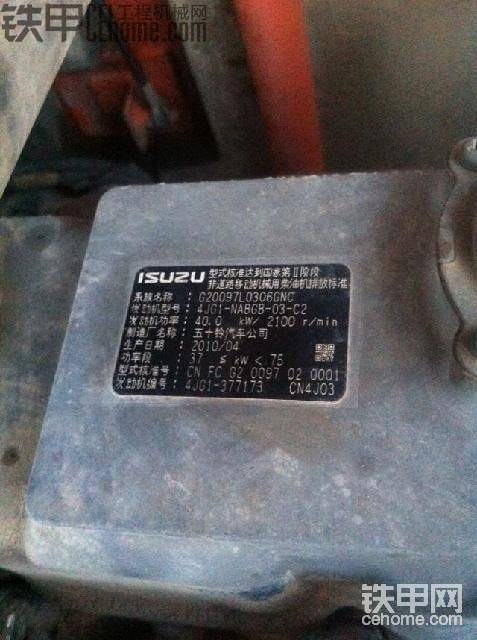 铁甲 工程机械网
cehome.com
ISUZU 型式核准达到国家第Ⅱ阶段
非道路移动机械用柴油机排放标准
系族名称 : G20097L0306GNC
发动机型号: 4JG1-NABGB-03-C2
发动机功率: 40.0 kW/ 2100 r/min
制造厂名称: 五十铃汽车公司
生产日期 : 2010/04
功率段 : 37 ≤ kW < 75
型式核准号: CN FC G2 0097 02 0001
发动机编号: 4JG1-377173 CN4J03
铁甲网
cehome.com